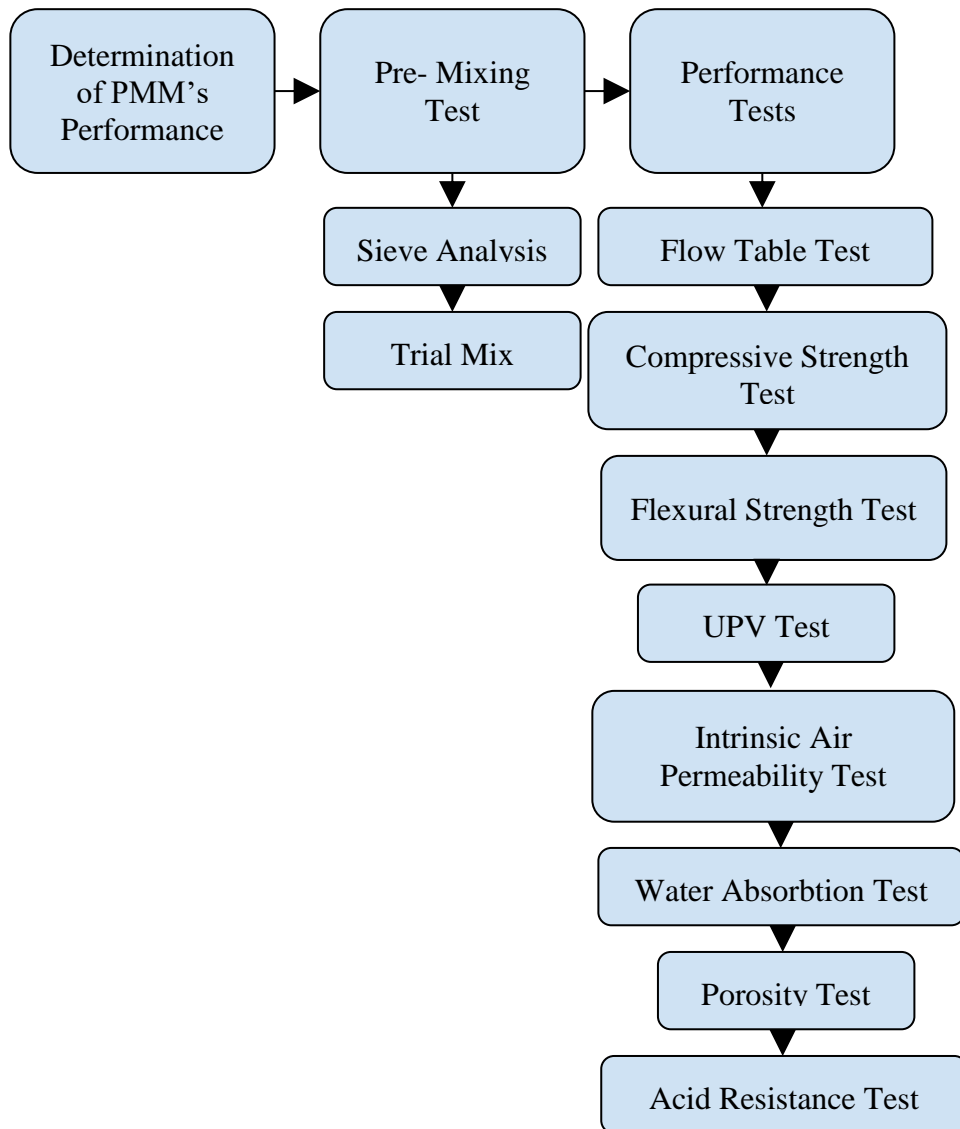 Determination
of PMM’s
Performance
Pre- Mixing
Test
Performance
Tests
Sieve Analysis
Flow Table Test
Trial Mix
Compressive Strength
Test
Flexural Strength Test
UPV Test
Intrinsic Air
Permeability Test
Water Absorbtion Test
Porosity Test
Acid Resistance Test